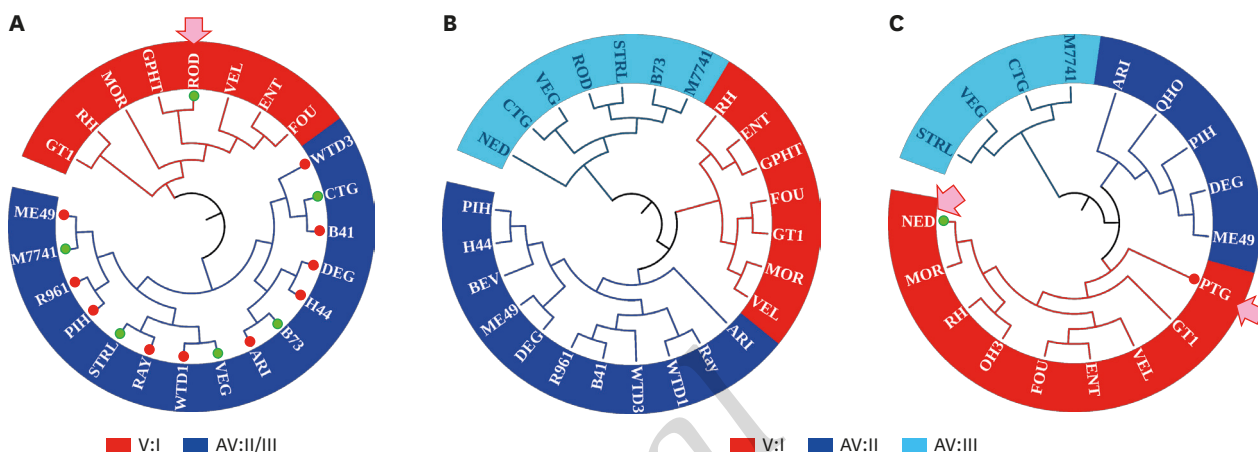 A
GT1
RH
MOR
GPHT
ROD
VEL
ENT
FOU
WTD3
CTG
B41
DEG
H44
B73
ARI
VEG
WTD1
RAY
STRL
PIH
R961
M7741
ME49
V:I
AV:II/III
B
NED
CTG
VEG
ROD
STRL
B73
M7741
RH
ENT
GPHT
FOU
GT1
MOR
VEL
ARI
Ray
WTD1
WTD3
B41
R961
DEG
ME49
BEV
H44
PIH
C
STRL
VEG
CTG
M7741
ARI
QHO
PIH
DEG
ME49
PTG
GT1
VEL
ENT
FOU
OH3
RH
MOR
NED
V:I
AV:II
AV:III